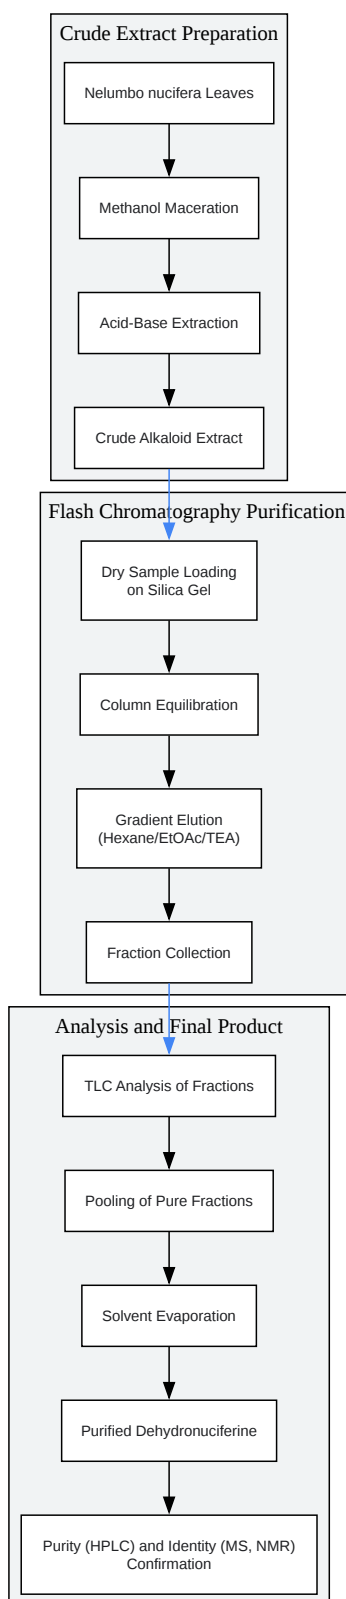 Crude Extract Preparation
Nelumbo nucifera Leaves
Methanol Maceration
Acid-Base Extraction
Crude Alkaloid Extract
Flash Chromatography Purification
Dry Sample Loading
on Silica Gel
Column Equilibration
Gradient Elution
(Hexane/EtOAc/TEA)
Fraction Collection
Analysis and Final Product
TLC Analysis of Fractions
Pooling of Pure Fractions
Solvent Evaporation
Purified Dehydronuciferine
Purity (HPLC) and Identity (MS, NMR)
Confirmation